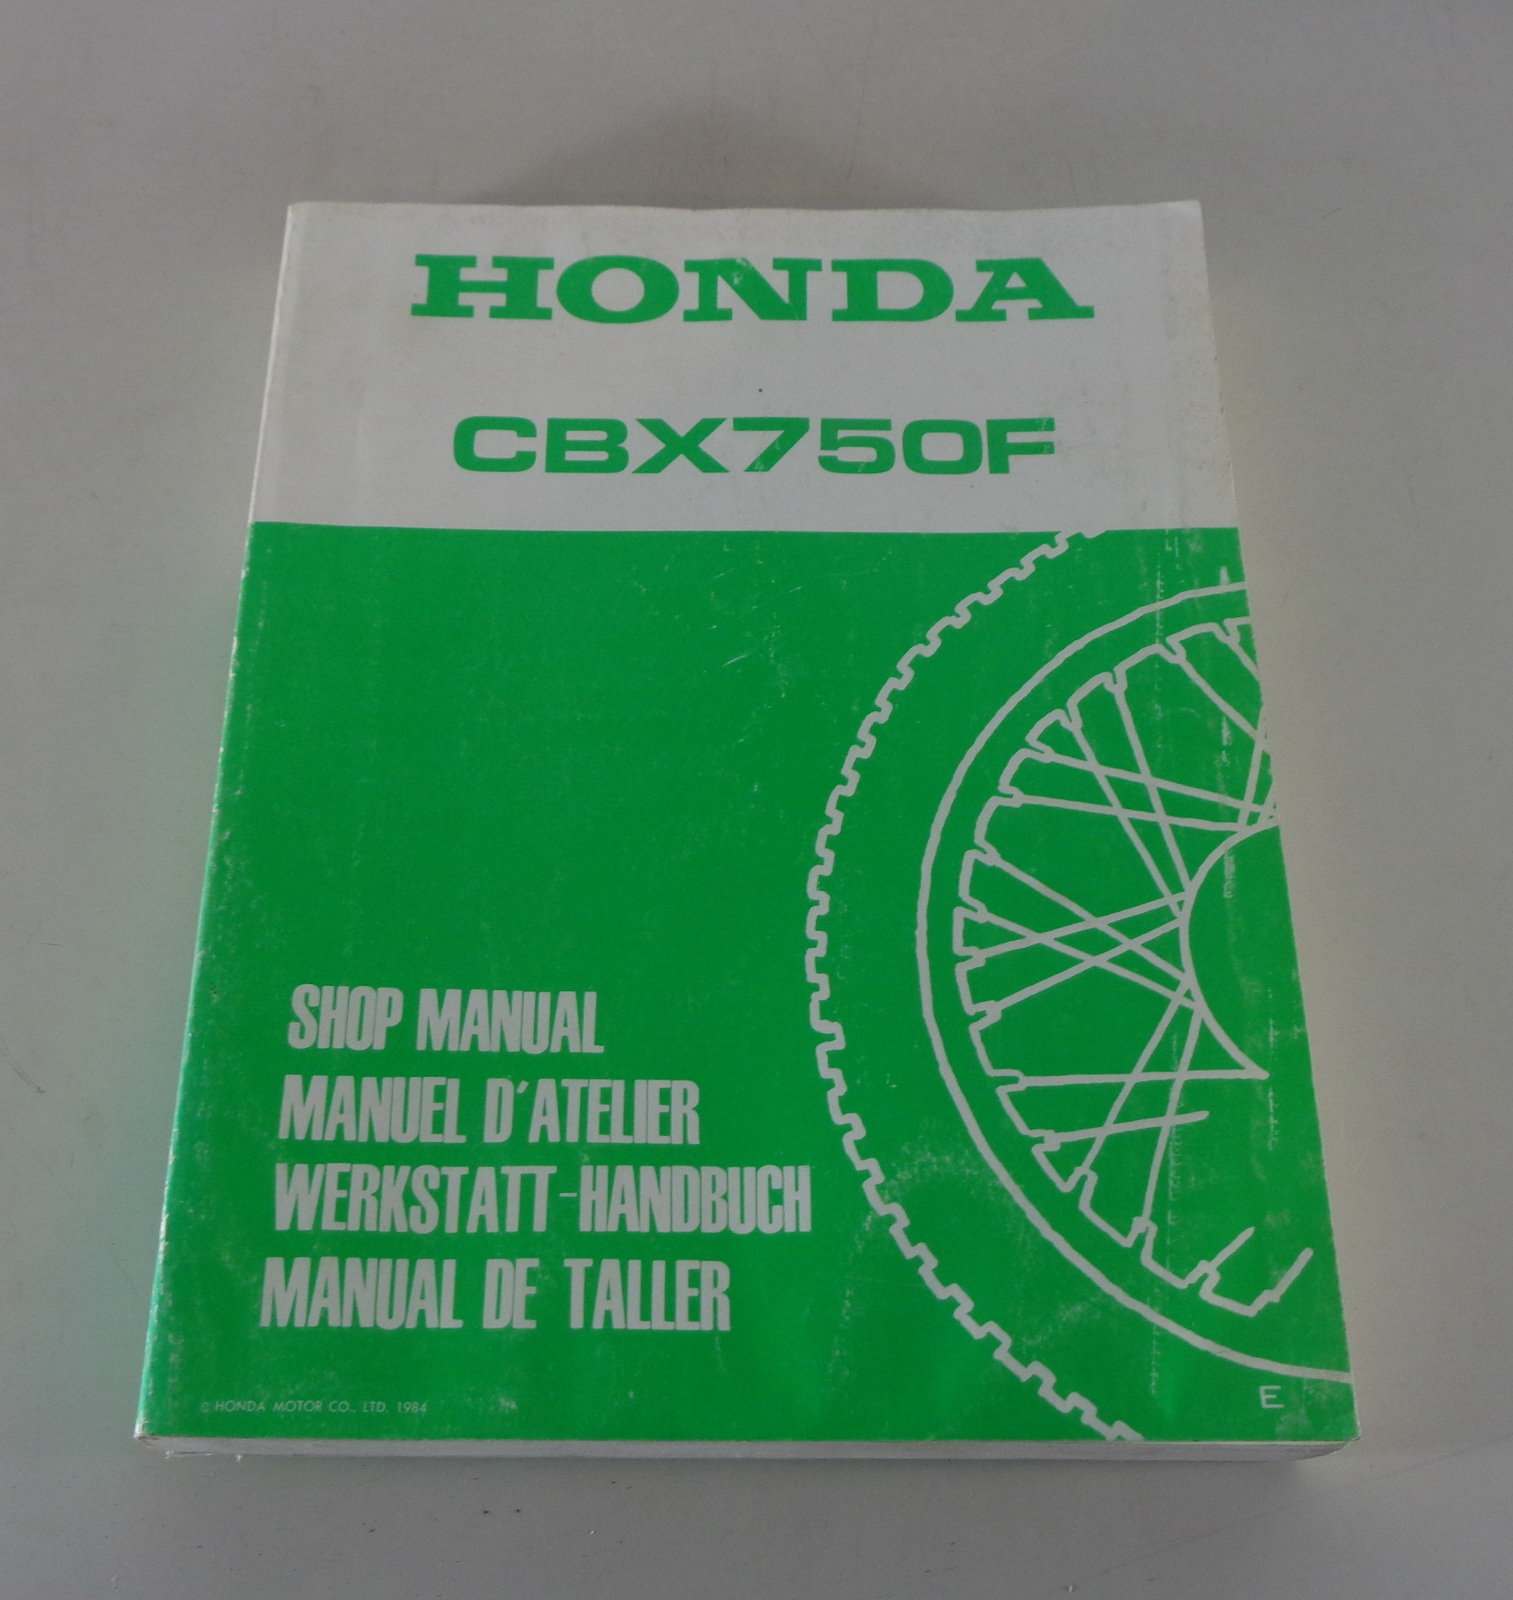 HONDA
CBX750F
SHOP MANUAL
MANUEL D'ATELIER
WERKSTATT-HANDBUCH
MANUAL DE TALLER
© HONDA MOTOR CO., LTD. 1984
E